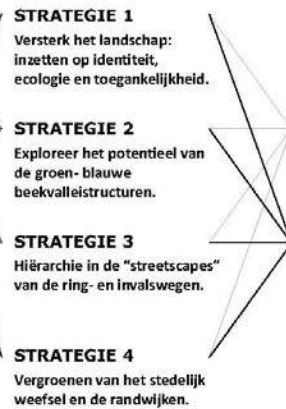 STRATEGIE 1
Versterk het landschap:
inzetten op identiteit,
ecologie en toegankelijkheid.
STRATEGIE 2
Exploreer het potentieel van
de groen- blauwe
beekvalleistructuren.
STRATEGIE 3
Hiërarchie in de “streetscapes“
van de ring- en invalswegen.
STRATEGIE 4
Vergroenen van het stedelijk
weefsel en de randwijken.